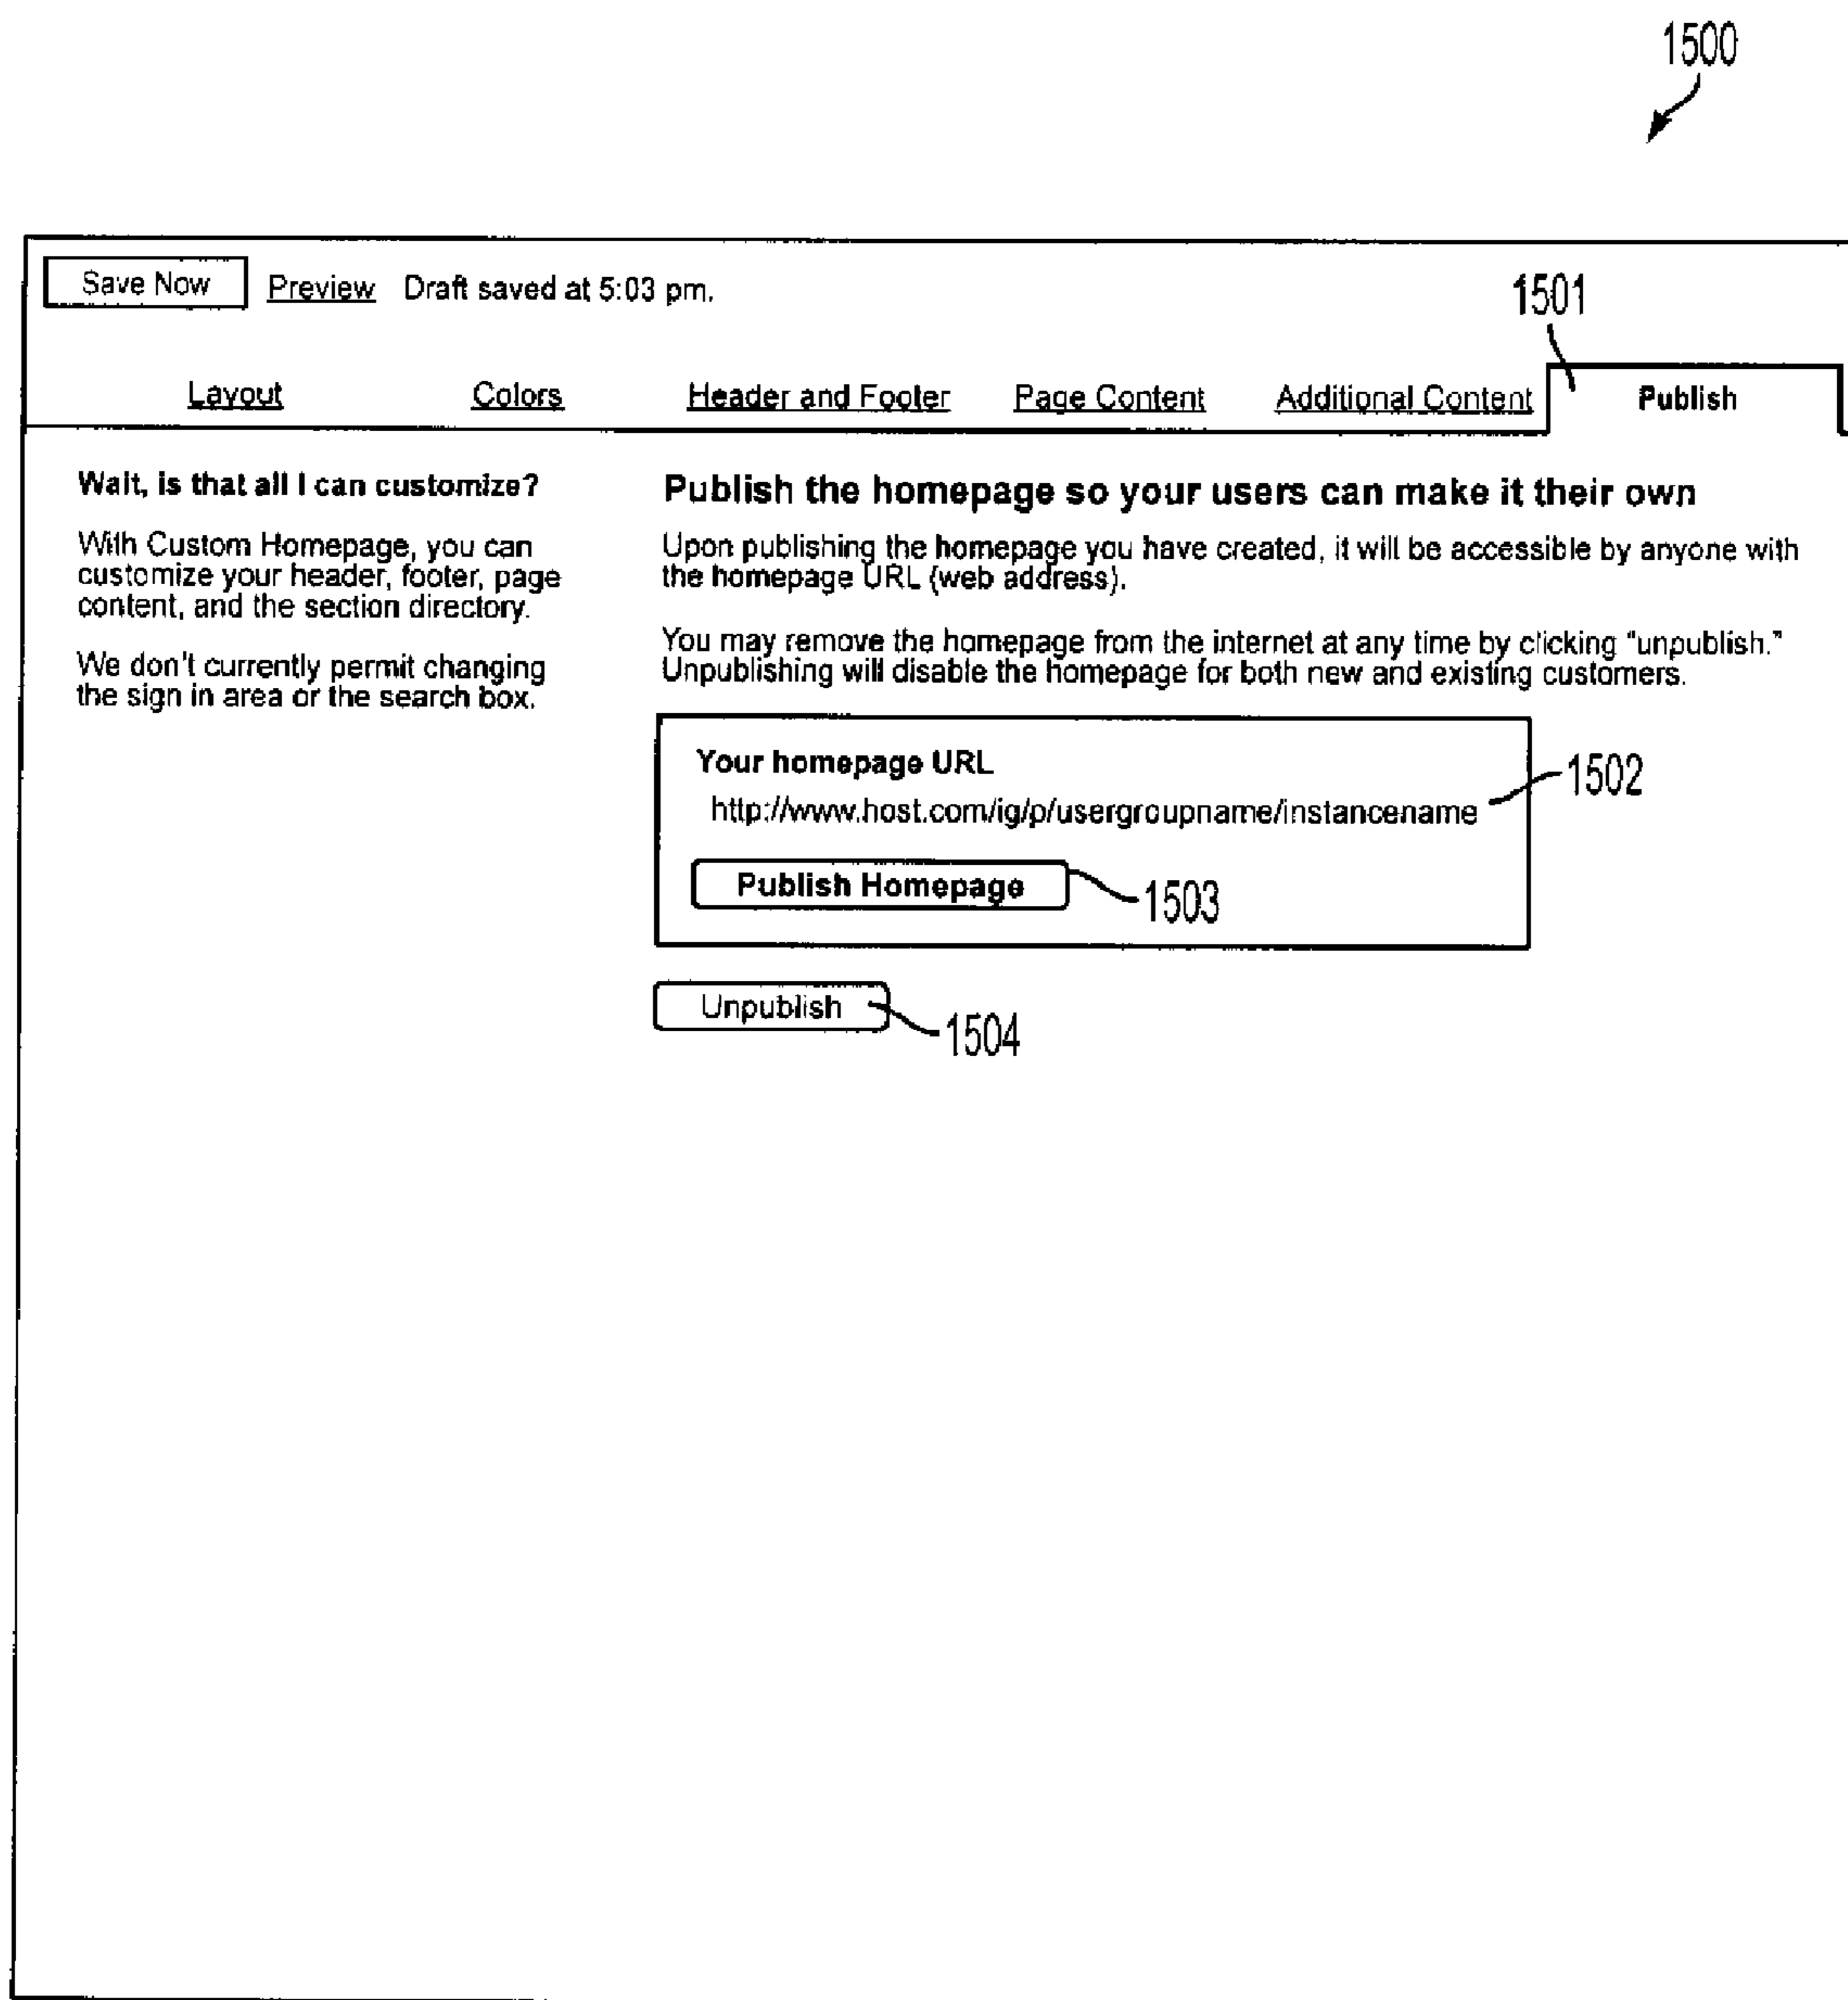 1500
Save Now Preview Draft saved at 5:03 pm.
1501
Layout Colors Header and Footer Page Content Additional Content Publish
Wait, is that all I can customize?
With Custom Homepage, you can
customize your header, footer, page
content, and the section directory.
We don't currently permit changing
the sign in area or the search box.
Publish the homepage so your users can make it their own
Upon publishing the homepage you have created, it will be accessible by anyone with
the homepage URL (web address).
You may remove the homepage from the internet at any time by clicking "unpublish."
Unpublishing will disable the homepage for both new and existing customers.
Your homepage URL
http://www.host.com/ig/p/usergroupname/instancename
1502
Publish Homepage
1503
Unpublish
1504